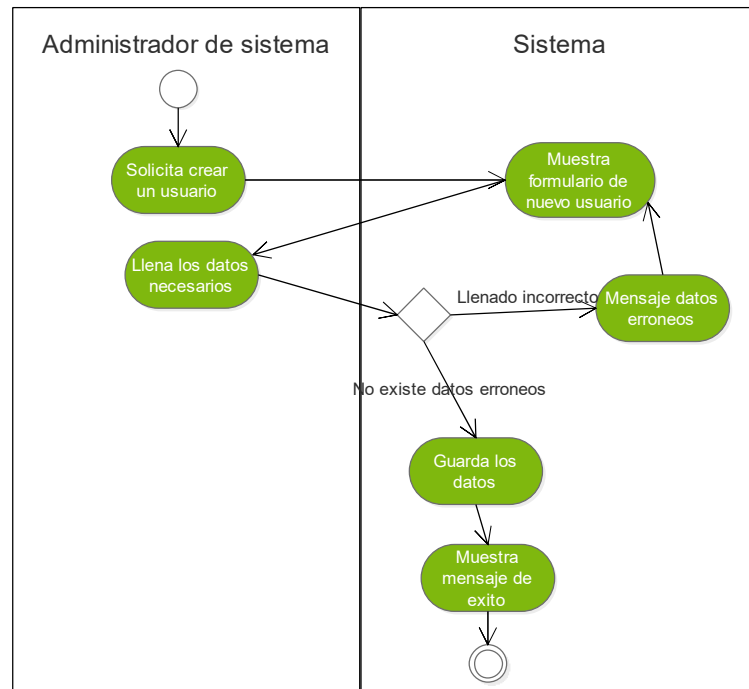 Administrador de sistema
Sistema
Solicita crear
un usuario
Muestra
formulario de
nuevo usuario
Llena los datos
necesarios
Llenado incorrecto
Mensaje datos
erroneos
No existe datos erroneos
Guarda los
datos
Muestra
mensaje de
exito